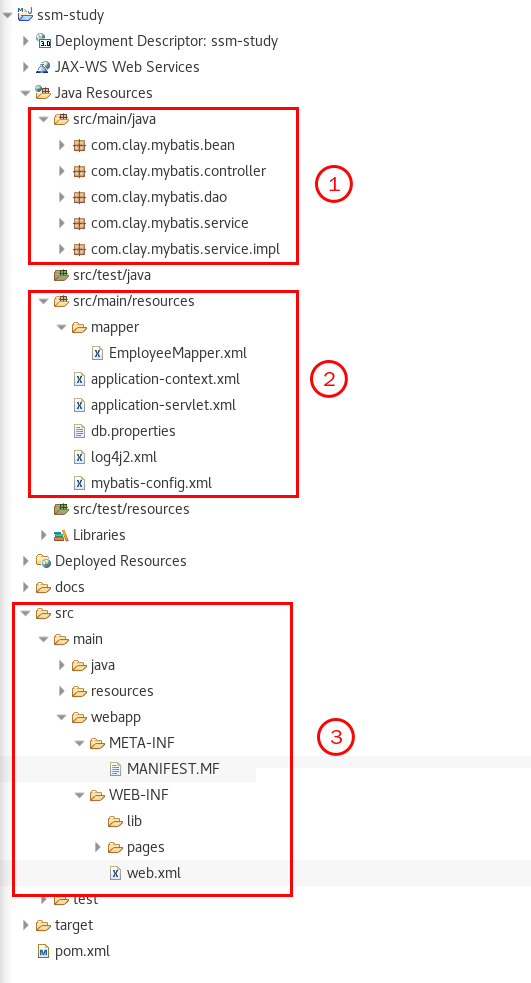 ssm-study
Deployment Descriptor: ssm-study
JAX-WS Web Services
Java Resources
src/main/java
com.clay.mybatis.bean
com.clay.mybatis.controller
1
com.clay.mybatis.dao
com.clay.mybatis.service
com.clay.mybatis.service.impl
src/test/java
src/main/resources
mapper
EmployeeMapper.xml
application-context.xml
2
application-servlet.xml
db.properties
log4j2.xml
mybatis-config.xml
src/test/resources
Libraries
Deployed Resources
docs
src
main
java
resources
webapp
3
META-INF
MANIFEST.MF
WEB-INF
lib
pages
web.xml
test
target
pom.xml